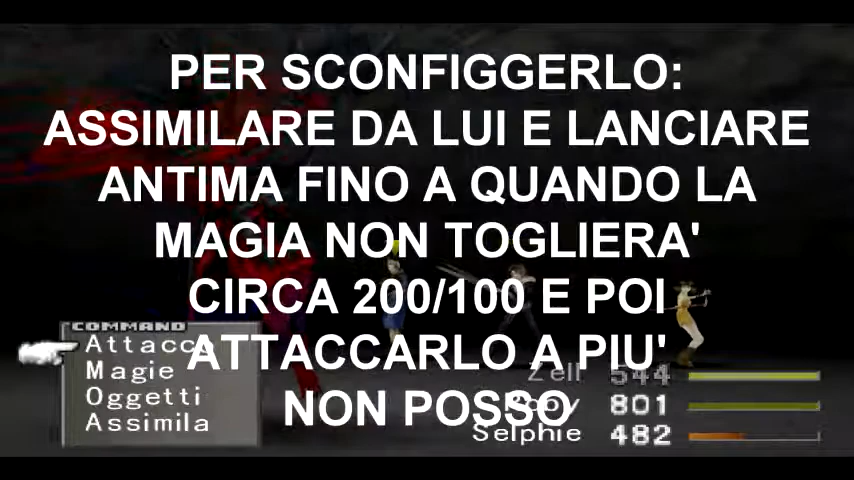 PER SCONFIGGERLO:
ASSIMILARE DA LUI E LANCIARE
ANTIMA FINO A QUANDO LA
MAGIA NON TOGLIERA'
CIRCA 200/100 E POI
ATTACCARLO A PIU'
NON POSSO
COMMAND
Attacco
Magie
Oggetti
Assimila
Zell 544
801
Selphie 482